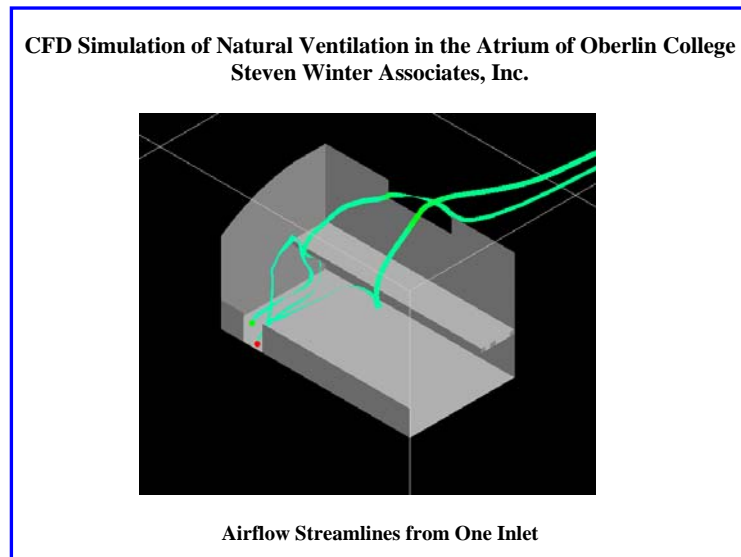 CFD Simulation of Natural Ventilation in the Atrium of Oberlin College
Steven Winter Associates, Inc.
Airflow Streamlines from One Inlet